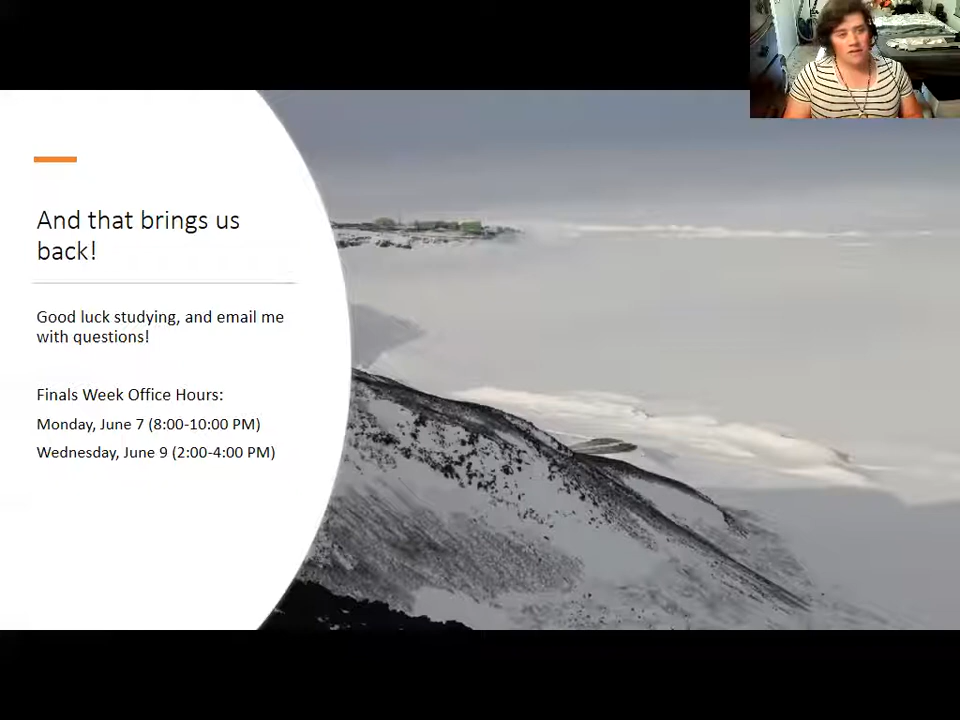 And that brings us
back!
Good luck studying, and email me
with questions!
Finals Week Office Hours:
Monday, June 7 (8:00-10:00 PM)
Wednesday, June 9 (2:00-4:00 PM)